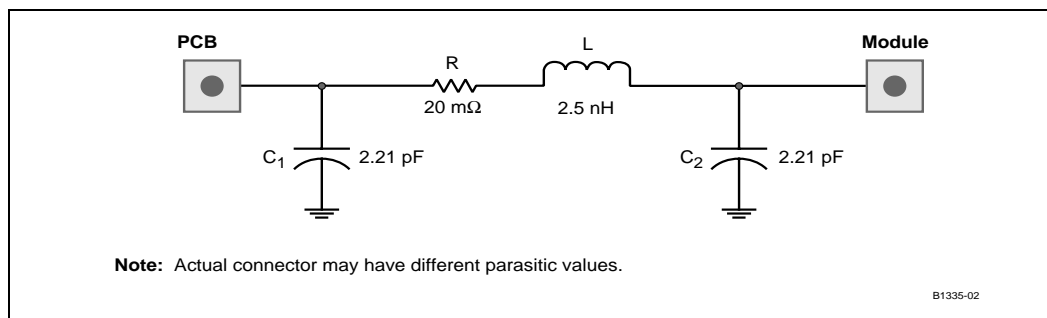 PCB
Module
R
L
20 mΩ
2.5 nH
C1
2.21 pF
C2
2.21 pF
Note: Actual connector may have different parasitic values.
B1335-02